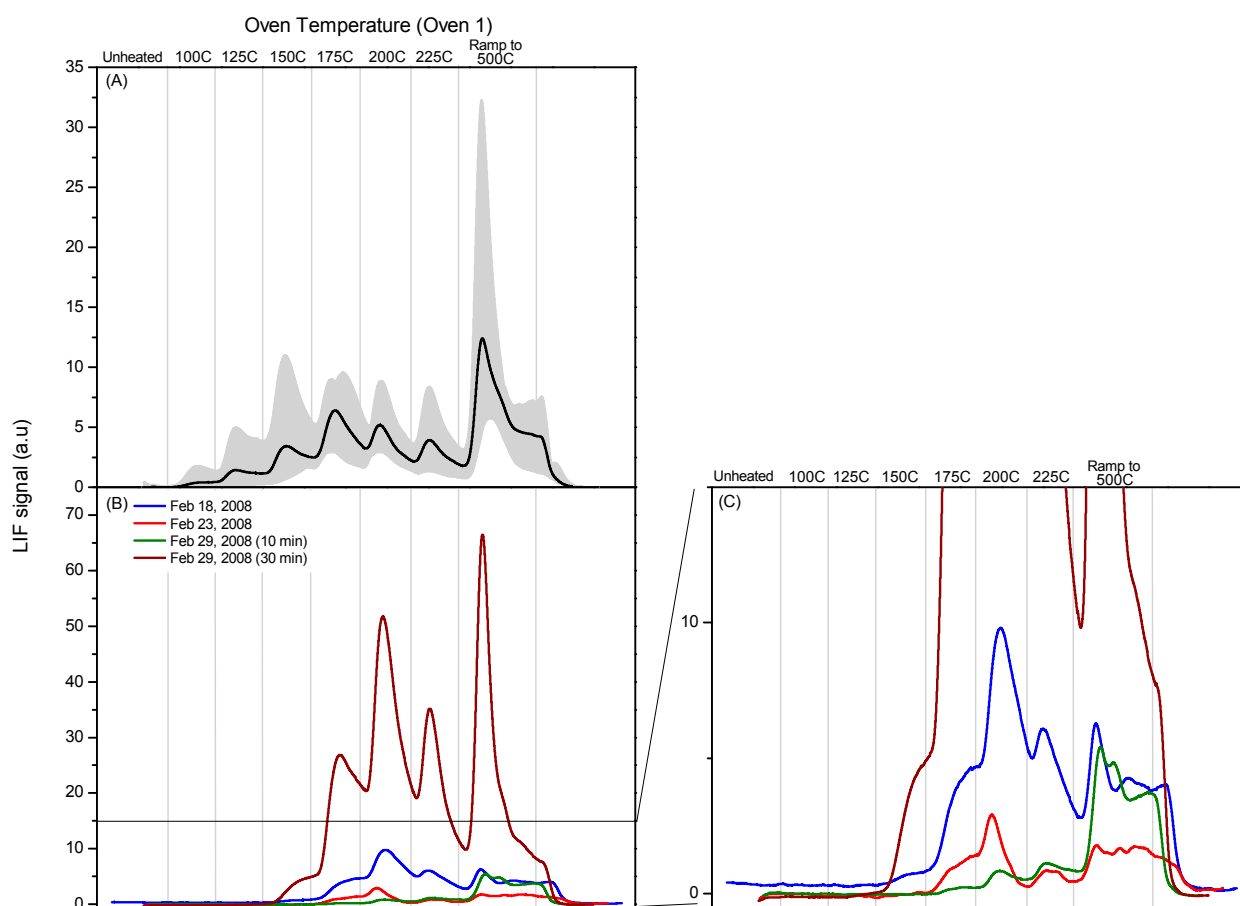 Oven Temperature (Oven 1)
Unheated 100C 125C 150C 175C 200C 225C Ramp to 500C
(A)
35
30
25
20
15
10
5
0
LIF signal (a.u)
(B)
Feb 18, 2008
Feb 23, 2008
Feb 29, 2008 (10 min)
Feb 29, 2008 (30 min)
70
60
50
40
30
20
10
0
Unheated 100C 125C 150C 175C 200C 225C Ramp to 500C
(C)
10
0